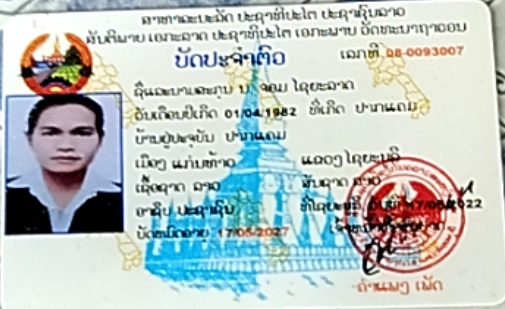 ສາທາລະນະລັດ ປະຊາທິປະໄຕ ປະຊາຊົນລາວ
ສັນຕິພາບ ເອກະລາດ ປະຊາທິປະໄຕ ເອກະພາບ ວັດທະນາຖາວອນ
ບັດປະຈຳຕົວ ເລກທີ 08-0093007
ຊື່ແລະນາມສະກຸນ ນ. ຈອມ ໄຊຍະລາດ
ວັນເດືອນປີເກີດ 01/04/1982 ທີ່ເກີດ ປາກແດມ
ບ້ານຢູ່ປະຈຸບັນ ປາກແດມ
ເມືອງ ແກ່ນທ້າວ ແຂວງ ໄຊຍະບູລີ
ເຊື້ອຊາດ ລາວ ສັນຊາດ ລາວ
ອາຊີບ ປະຊາຊົນ ທີ່ໄຊຍະບູລີ ວັນທີ 17/05/2022
ບັດໝົດອາຍຸ 17/05/2027
ຄຳແພງ ເພັດ